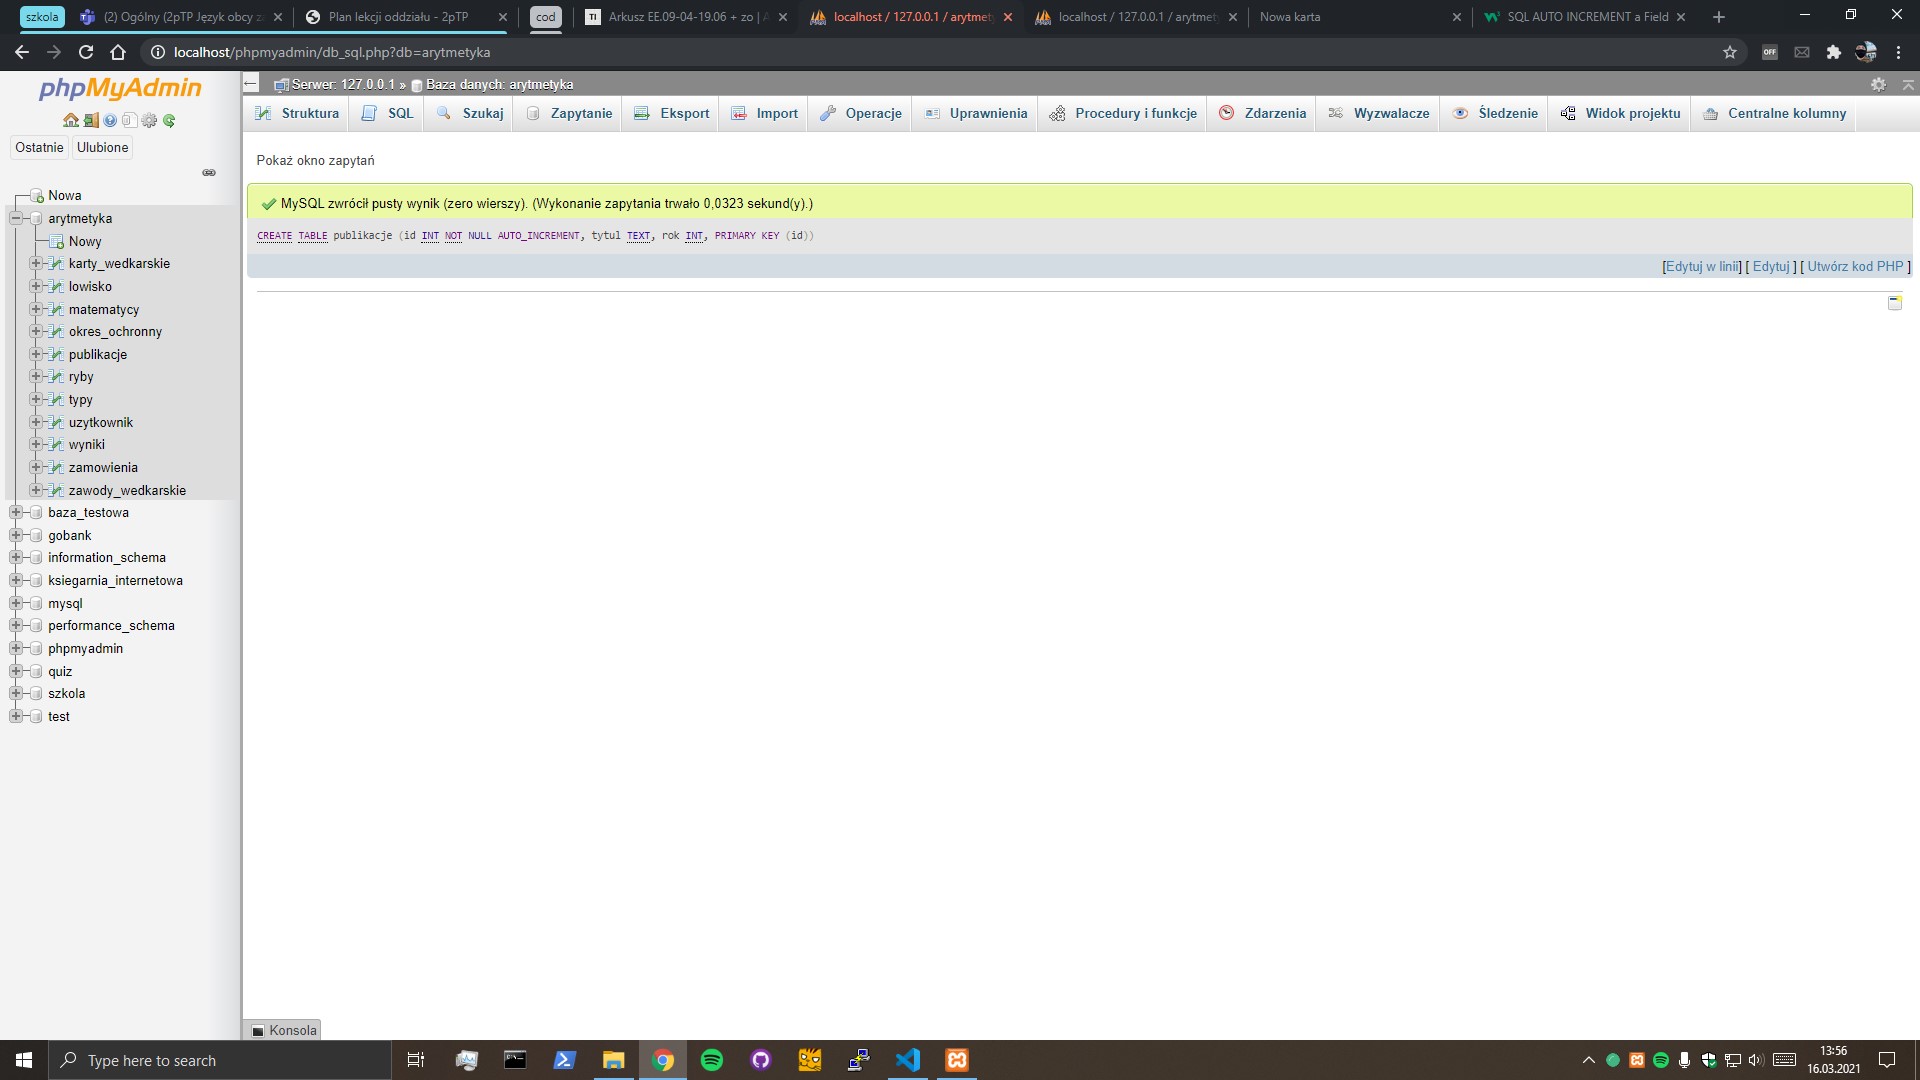 szkola
(2) Ogólny (2pTP Język obcy z
Plan lekcji oddziału - 2pTP
cod
TI
Arkusz EE.09-04-19.06 + zo | A
localhost / 127.0.0.1 / arytmety
localhost / 127.0.0.1 / arytmety
Nowa karta
SQL AUTO INCREMENT a Field
localhost/phpmyadmin/db_sql.php?db=arytmetyka
OFF
phpMyAdmin
Ostatnie
Ulubione
Nowa
arytmetyka
Nowy
karty_wedkarskie
lowisko
matematycy
okres_ochronny
publikacje
ryby
typy
uzytkownik
wyniki
zamowienia
zawody_wedkarskie
baza_testowa
gobank
information_schema
ksiegarnia_internetowa
mysql
performance_schema
phpmyadmin
quiz
szkola
test
Serwer: 127.0.0.1 » Baza danych: arytmetyka
Struktura
SQL
Szukaj
Zapytanie
Eksport
Import
Operacje
Uprawnienia
Procedury i funkcje
Zdarzenia
Wyzwalacze
Śledzenie
Widok projektu
Centralne kolumny
Pokaż okno zapytań
MySQL zwrócił pusty wynik (zero wierszy). (Wykonanie zapytania trwało 0,0323 sekund(y).)
CREATE TABLE publikacje (id INT NOT NULL AUTO_INCREMENT, tytul TEXT, rok INT, PRIMARY KEY (id))
[Edytuj w linii] [ Edytuj ] [ Utwórz kod PHP ]
Konsola
Type here to search
13:56
16.03.2021